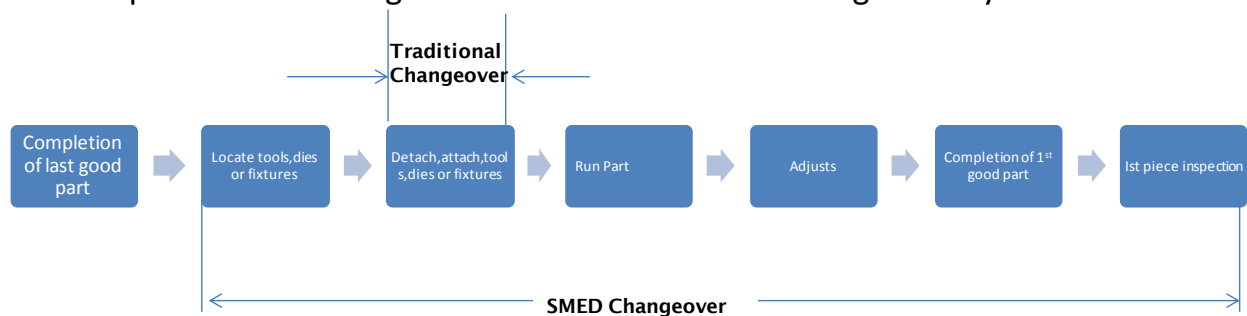 Traditional
Changeover
Completion
of last good
part
Locate tools,dies
or fixtures
Detach,attach,tool
s,dies or fixtures
Run Part
Adjusts
Completion of 1st
good part
Ist piece inspection
SMED Changeover